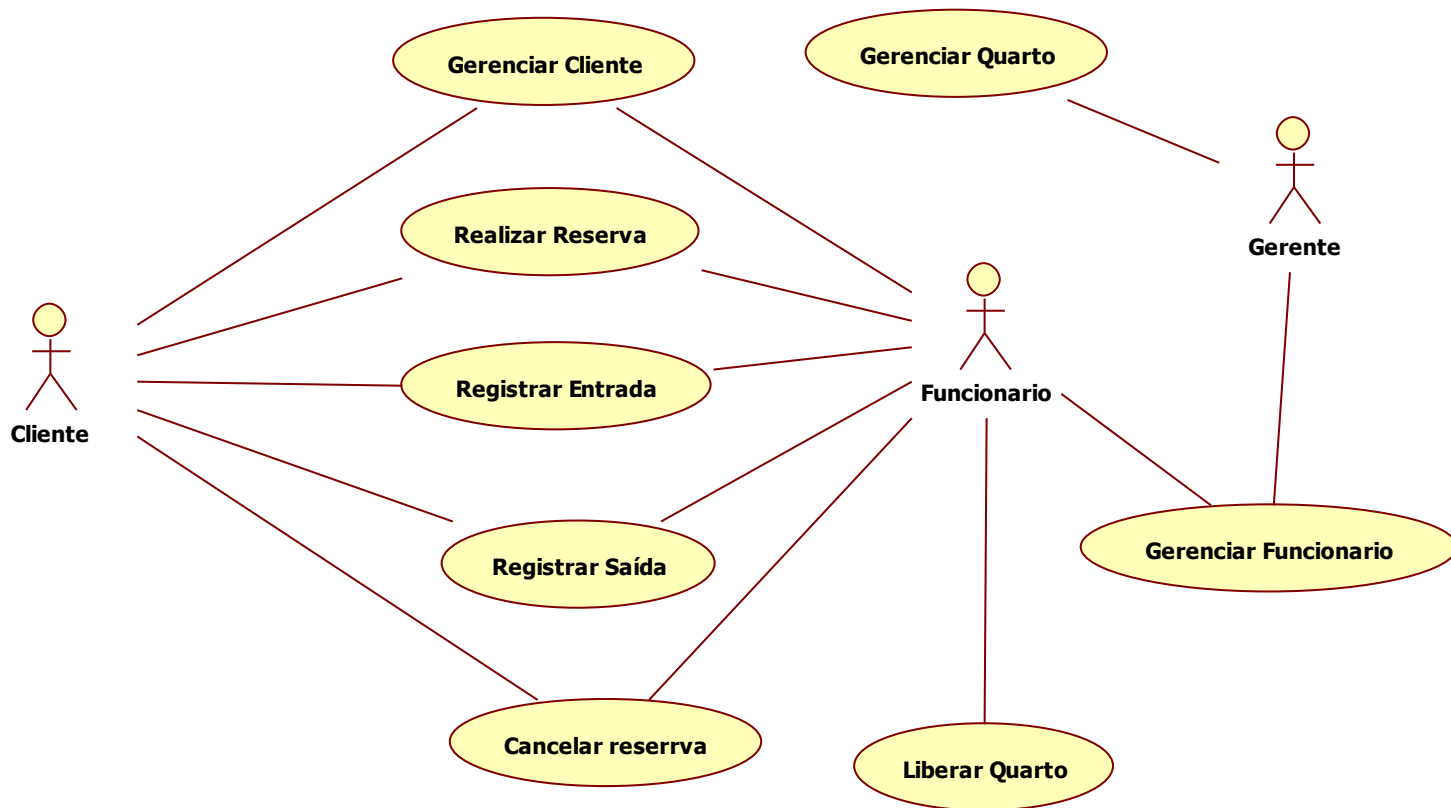 Gerenciar Cliente
Gerenciar Quarto
Realizar Reserva
Gerente
Registrar Entrada
Funcionario
Cliente
Registrar Saída
Gerenciar Funcionario
Cancelar reserrva
Liberar Quarto